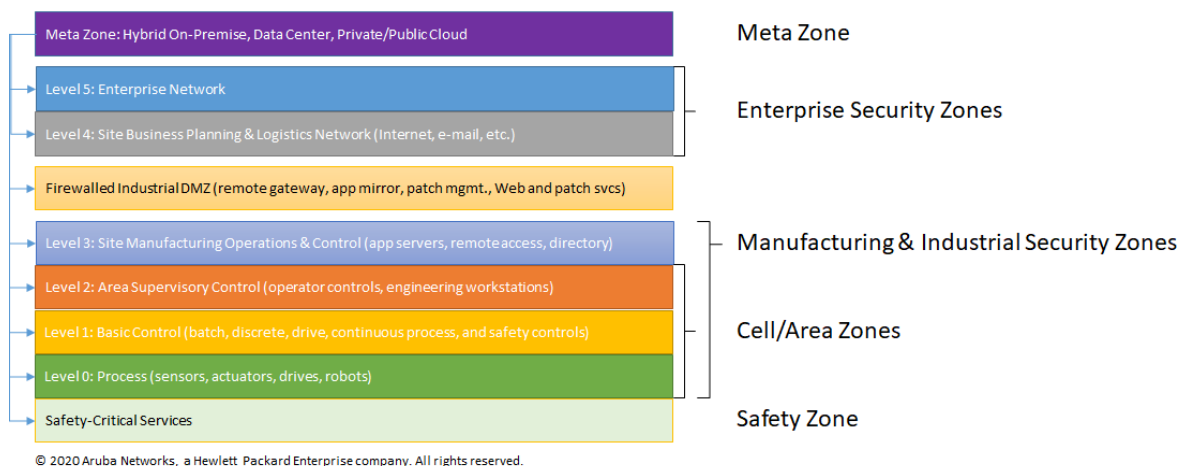 Meta Zone: Hybrid On-Premise, Data Center, Private/Public Cloud
Meta Zone
Level 5: Enterprise Network
Enterprise Security Zones
Level 4: Site Business Planning & Logistics Network (Internet, e-mail, etc.)
Firewalled Industrial DMZ (remote gateway, app mirror, patch mgmt., Web and patch svcs)
Level 3: Site Manufacturing Operations & Control (app servers, remote access, directory)
Manufacturing & Industrial Security Zones
Level 2: Area Supervisory Control (operator controls, engineering workstations)
Level 1: Basic Control (batch, discrete, drive, continuous process, and safety controls)
Cell/Area Zones
Level 0: Process (sensors, actuators, drives, robots)
Safety-Critical Services
Safety Zone
© 2020 Aruba Networks, a Hewlett Packard Enterprise company. All rights reserved.